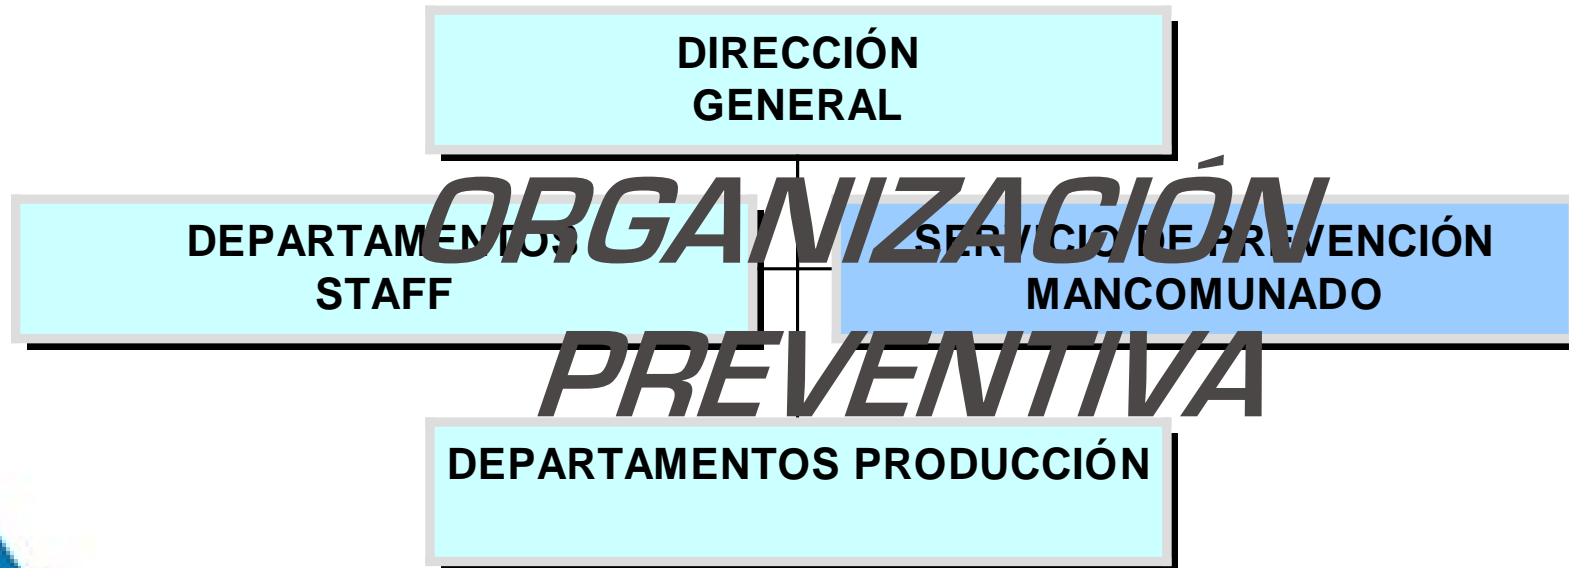 DIRECCIÓN
GENERAL
ORGANIZACIÓN
DEPARTAMENTOS
STAFF
SERVICIO DE PREVENCIÓN
MANCOMUNADO
PREVENTIVA
DEPARTAMENTOS PRODUCCIÓN